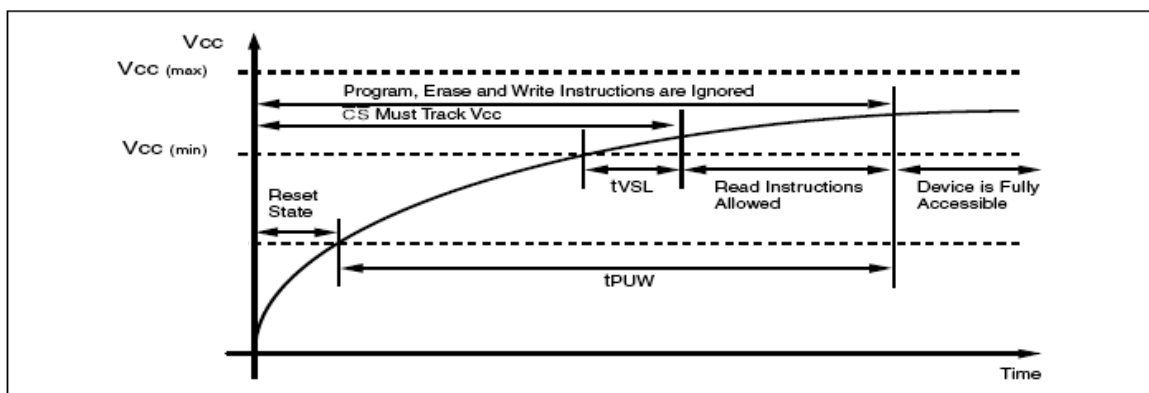 Vcc
Vcc (max)
Program, Erase and Write Instructions are Ignored
C̅S̅ Must Track Vcc
Vcc (min)
tVSL
Read Instructions
Allowed
Device is Fully
Accessible
Reset
State
tPUW
Time